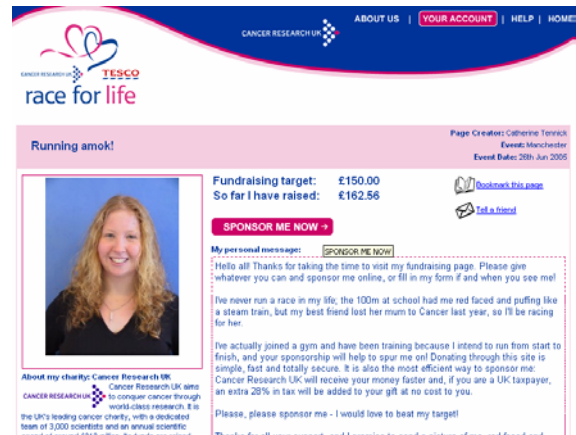 ABOUT US | YOUR ACCOUNT | HELP | HOME
CANCER RESEARCH UK
CANCER RESEARCH UK TESCO
race for life
Running amok!
Page Creator: Catherine Tennick
Event: Manchester
Event Date: 26th Jun 2005
Fundraising target: £150.00
So far I have raised: £162.56
Bookmark this page
Tell a friend
SPONSOR ME NOW →
My personal message:
SPONSOR ME NOW
Hello all! Thanks for taking the time to visit my fundraising page. Please give
whatever you can and sponsor me online, or fill in my form if and when you see me!
I've never run a race in my life; the 100m at school had me red faced and puffing like
a steam train, but my best friend lost her mum to Cancer last year, so I'll be racing
for her.
I've actually joined a gym and have been training because I intend to run from start to
finish, and your sponsorship will help to spur me on! Donating through this site is
simple, fast and totally secure. It is also the most efficient way to sponsor me:
Cancer Research UK will receive your money faster and, if you are a UK taxpayer,
an extra 28% in tax will be added to your gift at no cost to you.
Please, please sponsor me - I would love to beat my target!
About my charity: Cancer Research UK
CANCER RESEARCH UK
Cancer Research UK aims
to conquer cancer through
world-class research. It is
the UK's leading cancer charity, with a dedicated
team of 3,000 scientists and an annual scientific